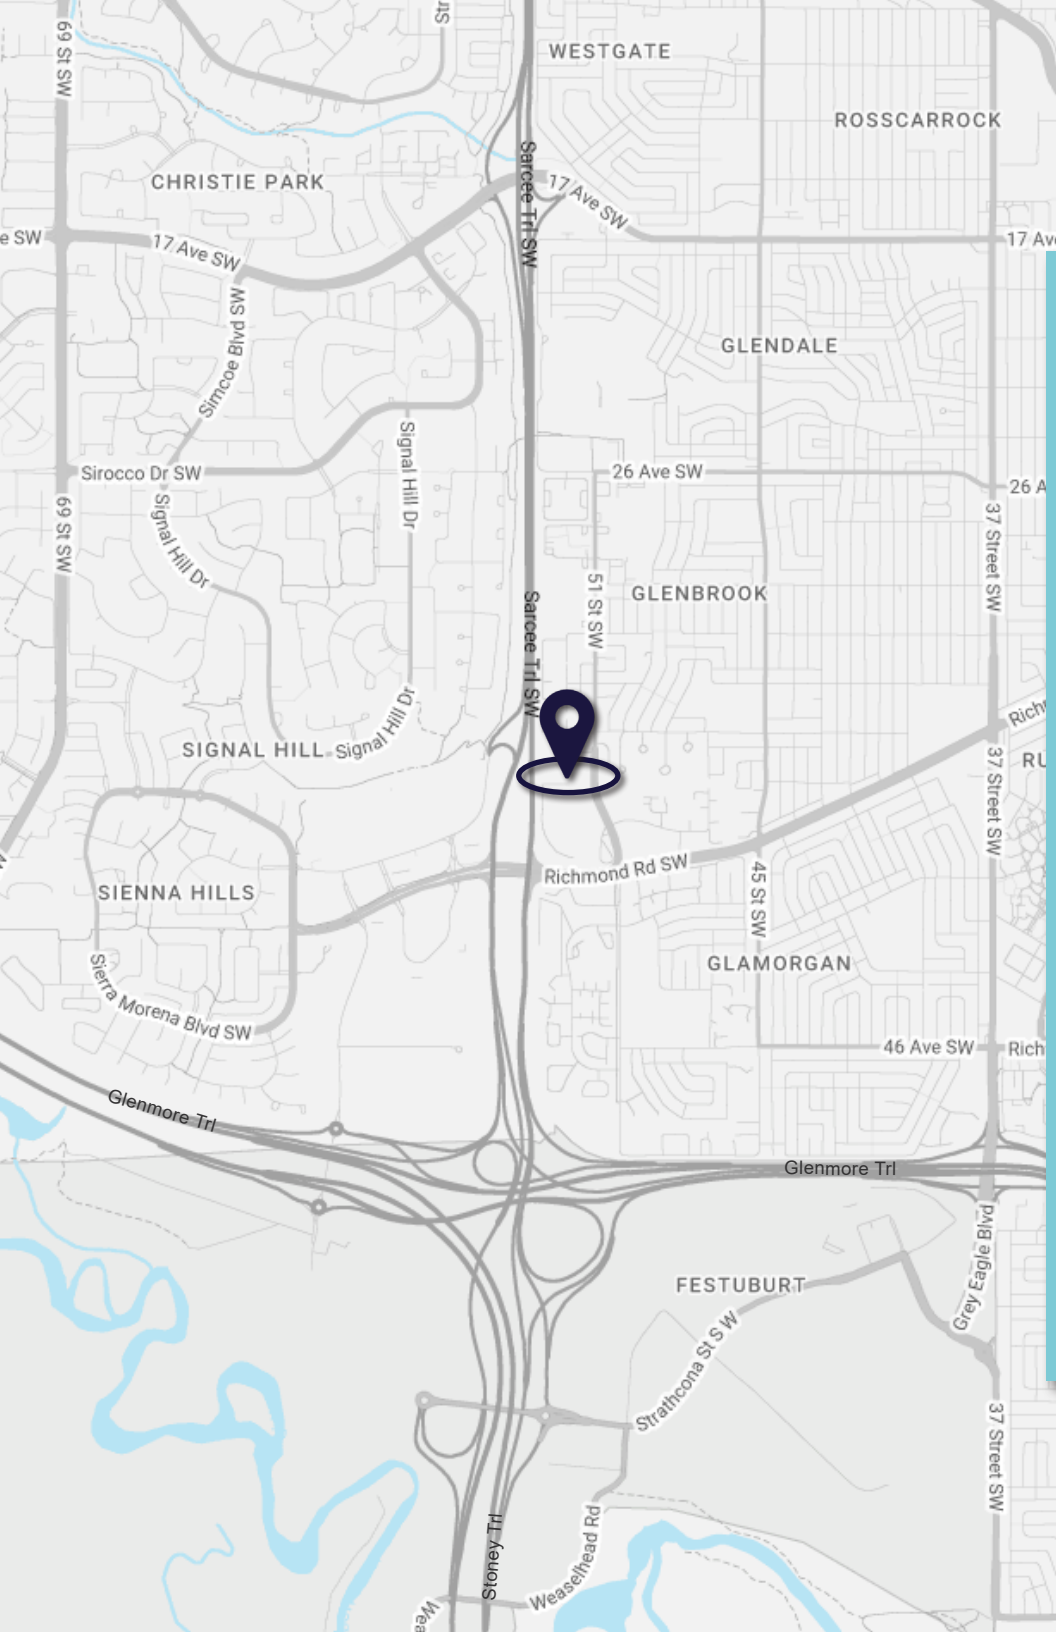 69 St SW
Str
WESTGATE
ROSSCARROCK
Sarcee Trl SW
CHRISTIE PARK
17 Ave SW
e SW
17 Ave SW
17 Ave
Simcoe Blvd SW
GLENDALE
Signal Hill Dr
Sirocco Dr SW
26 Ave SW
26 A
69 St SW
Signal Hill Dr
37 Street SW
51 St SW
GLENBROOK
Sarcee Trl SW
Signal Hill Dr
Richm
SIGNAL HILL
37 Street SW
RU
Richmond Rd SW
45 St SW
SIENNA HILLS
GLAMORGAN
Sierra Morena Blvd SW
46 Ave SW
Rich
Glenmore Trl
Glenmore Trl
Grey Eagle Blvd
FESTUBURT
Strathcona St S W
37 Street SW
Stoney Trl
Weaselhead Rd
Wea